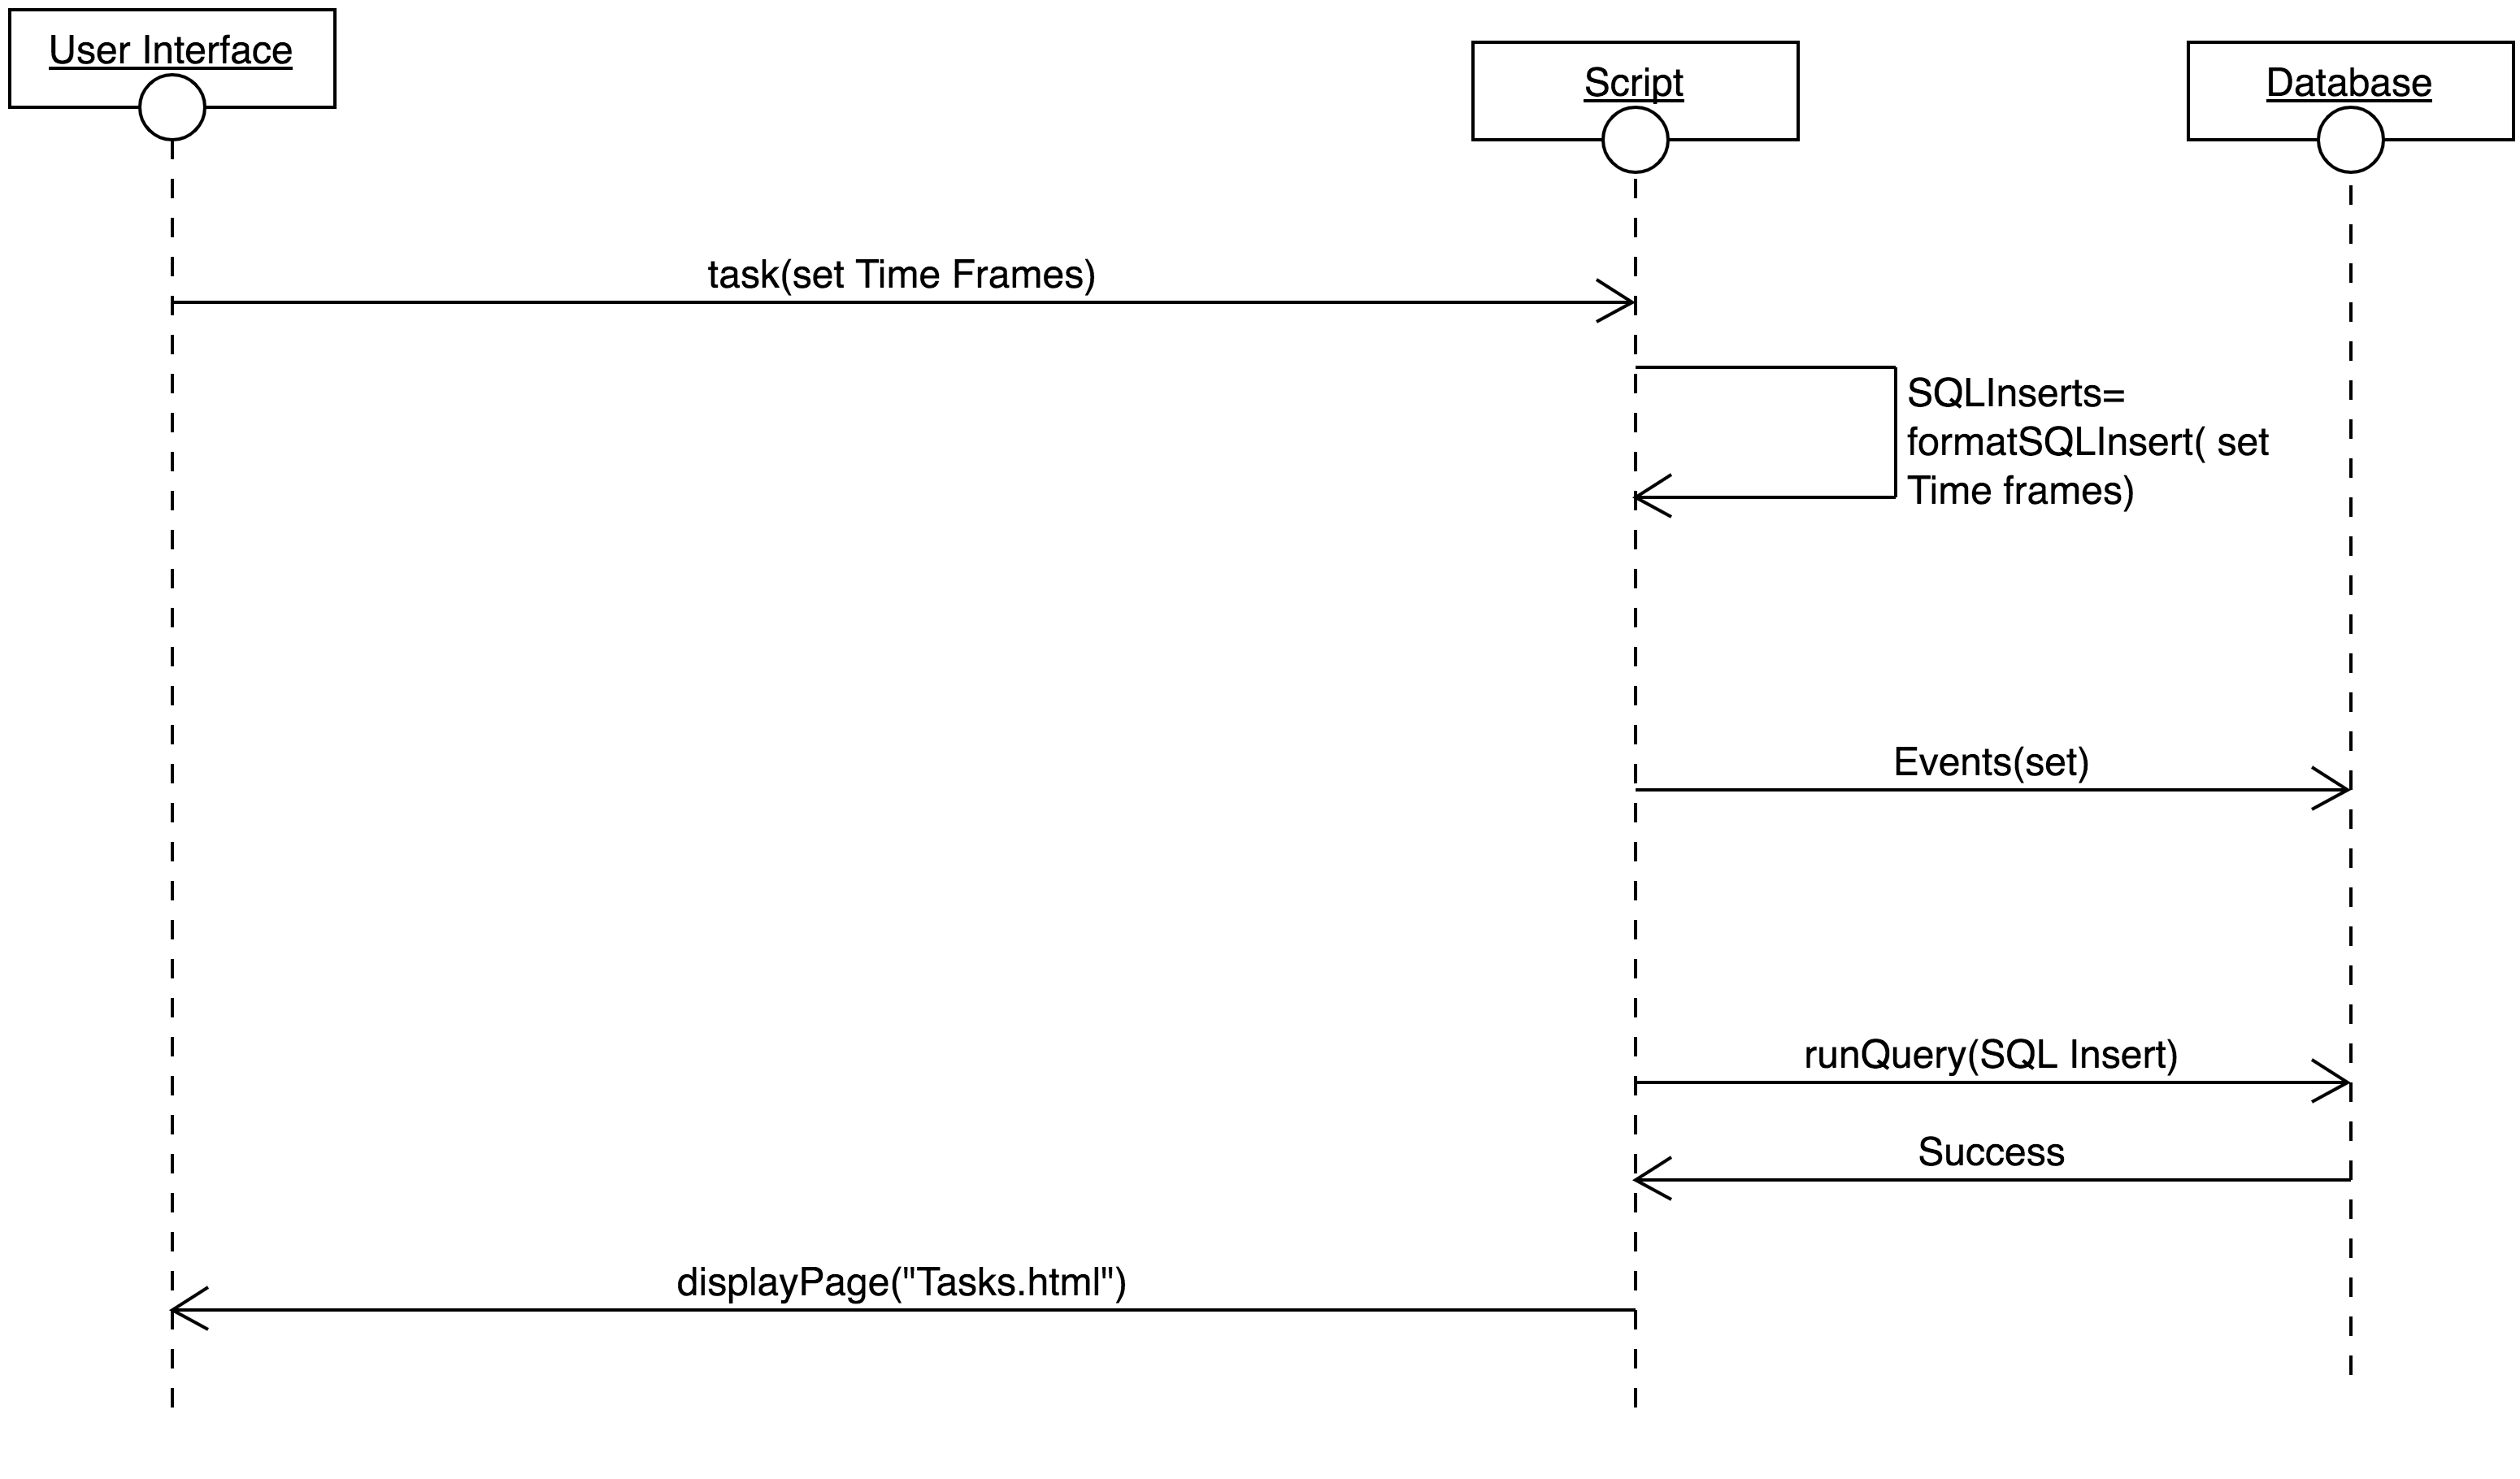 User Interface
Script
Database
task(set Time Frames)
SQLInserts=
formatSQLInsert( set
Time frames)
Events(set)
runQuery(SQL Insert)
Success
displayPage("Tasks.html")